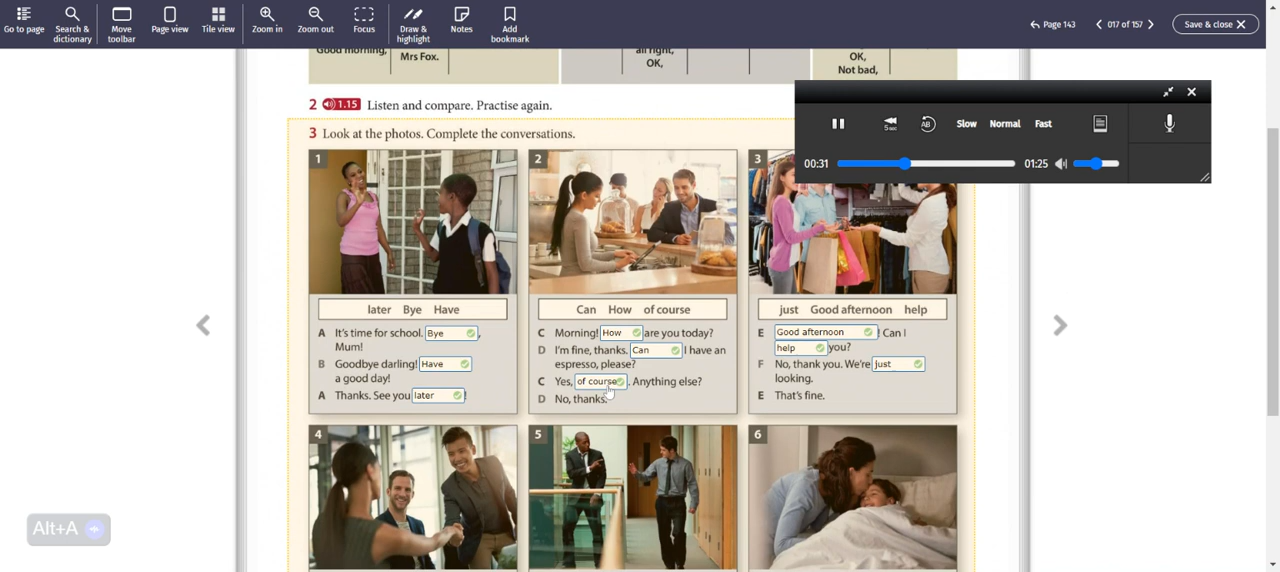 Go to page
Search & dictionary
Move toolbar
Page view
Tile view
Zoom in
Zoom out
Focus
Draw & highlight
Notes
Add bookmark
Page 143
017 of 157
Save & close
Good morning,
Mrs Fox.
all right,
OK,
OK,
Not bad,
5 sec
AB
Slow
Normal
Fast
00:31
01:25
2 1.15 Listen and compare. Practise again.
3 Look at the photos. Complete the conversations.
1
later Bye Have
A It's time for school. Bye ,
Mum!
B Goodbye darling! Have
a good day!
A Thanks. See you later !
2
Can How of course
C Morning! How are you today?
D I'm fine, thanks. Can I have an
espresso, please?
C Yes, of course . Anything else?
D No, thanks.
3
just Good afternoon help
E Good afternoon ! Can I
help you?
F No, thank you. We're just
looking.
E That's fine.
4
5
6
Alt+A